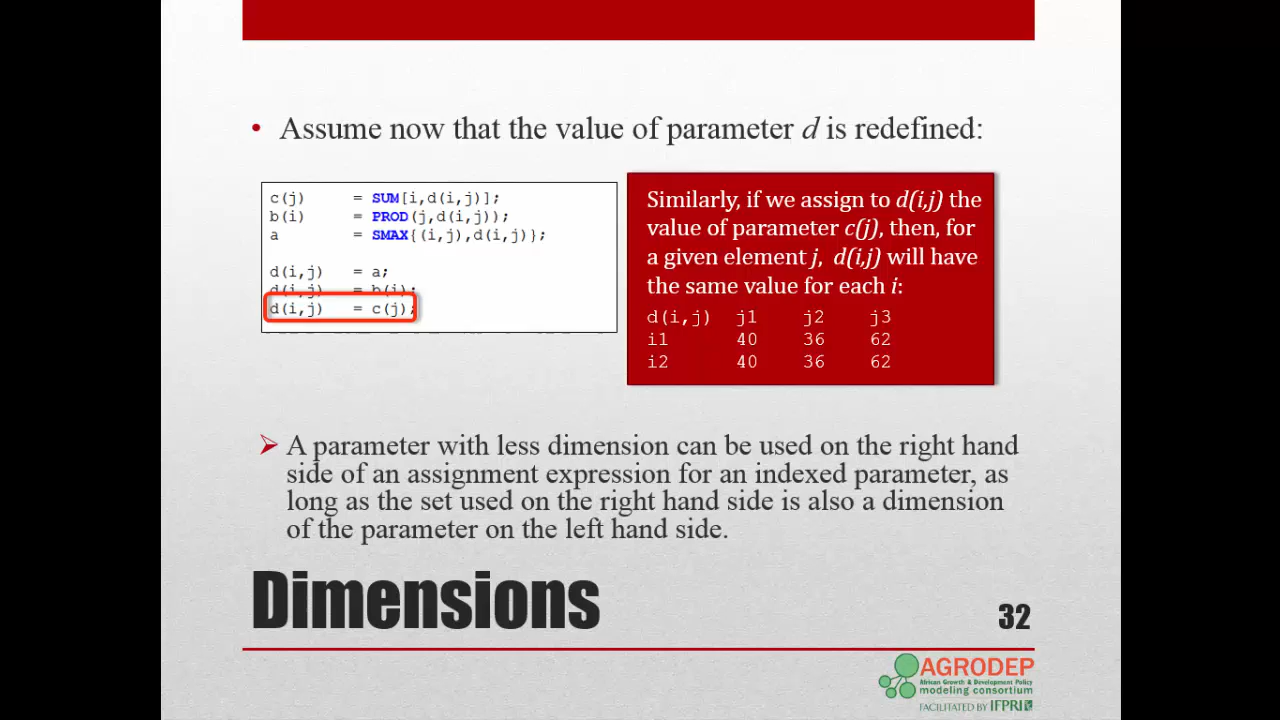 • Assume now that the value of parameter d is redefined:
c(j) = SUM[i,d(i,j)];
b(i) = PROD(j,d(i,j));
a = SMAX{(i,j),d(i,j)};
d(i,j) = a;
d(i,j) = b(i);
d(i,j) = c(j);
Similarly, if we assign to d(i,j) the
value of parameter c(j), then, for
a given element j, d(i,j) will have
the same value for each i:
d(i,j) j1 j2 j3
i1 40 36 62
i2 40 36 62
➢ A parameter with less dimension can be used on the right hand
side of an assignment expression for an indexed parameter, as
long as the set used on the right hand side is also a dimension
of the parameter on the left hand side.
Dimensions
32
AGRODEP
African Growth & Development Policy
modeling consortium
FACILITATED BY IFPRI